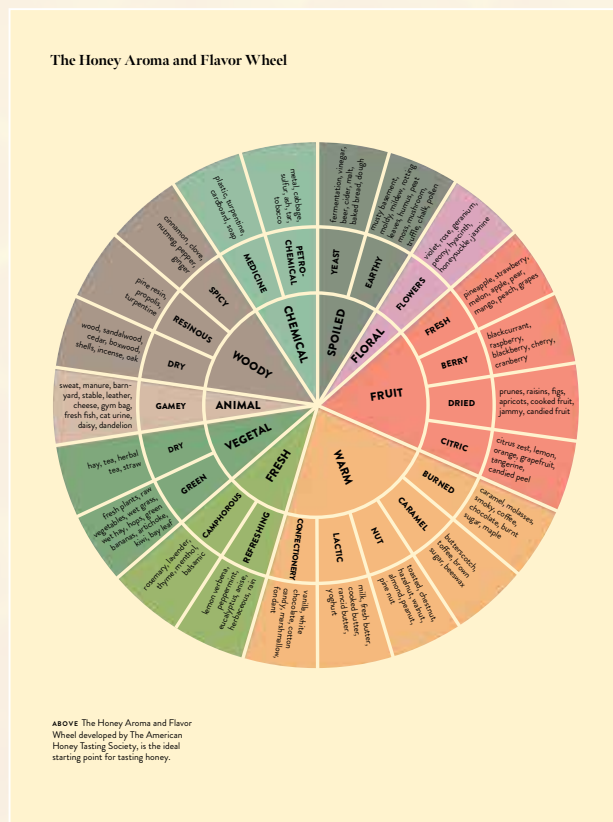 The Honey Aroma and Flavor Wheel
SPOILED
YEAST
fermentation, vinegar,
beer, cider, malt,
baked bread, dough
EARTHY
musty basement,
moldy, mildew, rotting
leaves, humus, peat
moss, mushroom,
truffle, chalk, pollen
FLORAL
FLOWERS
violet, rose, geranium,
peony, hyacinth,
honeysuckle, jasmine
FRUIT
FRESH
pineapple, strawberry,
melon, apple, pear,
mango, peach, grapes
BERRY
blackcurrant,
raspberry,
blackberry, cherry,
cranberry
DRIED
prunes, raisins, figs,
apricots, cooked fruit,
jammy, candied fruit
CITRIC
citrus zest, lemon,
orange, grapefruit,
tangerine,
candied peel
WARM
BURNED
caramel, molasses,
smoky, coffee,
chocolate, burnt
sugar, maple
CARAMEL
butterscotch,
toffee, brown
sugar, beeswax
NUT
toasted, chestnut,
hazelnut, walnut,
almond, peanut,
pine nut
LACTIC
milk, fresh butter,
cooked butter,
rancid butter,
yoghurt
CONFECTIONERY
vanilla, white
chocolate, cotton
candy, marshmallow,
fondant
FRESH
REFRESHING
lemon verbena,
peppermint,
eucalyptus, anise,
herbaceous, rain
CAMPHOROUS
rosemary, lavender,
thyme, menthol,
balsamic
VEGETAL
GREEN
fresh plants, raw
vegetables, wet grass,
wet hay, hops, green
bananas, artichoke,
kiwi, bay leaf
DRY
hay, tea, herbal
tea, straw
ANIMAL
GAMEY
sweat, manure, barn-
yard, stable, leather,
cheese, gym bag,
fresh fish, cat urine,
daisy, dandelion
WOODY
DRY
wood, sandalwood,
cedar, boxwood,
shells, incense, oak
RESINOUS
pine resin,
propolis,
turpentine
SPICY
cinnamon, clove,
nutmeg, pepper,
ginger
CHEMICAL
MEDICINE
plastic, turpentine,
cardboard, soap
PETRO-
CHEMICAL
metal, cabbage,
sulfur, ash, tar,
tobacco
ABOVE The Honey Aroma and Flavor
Wheel developed by The American
Honey Tasting Society, is the ideal
starting point for tasting honey.